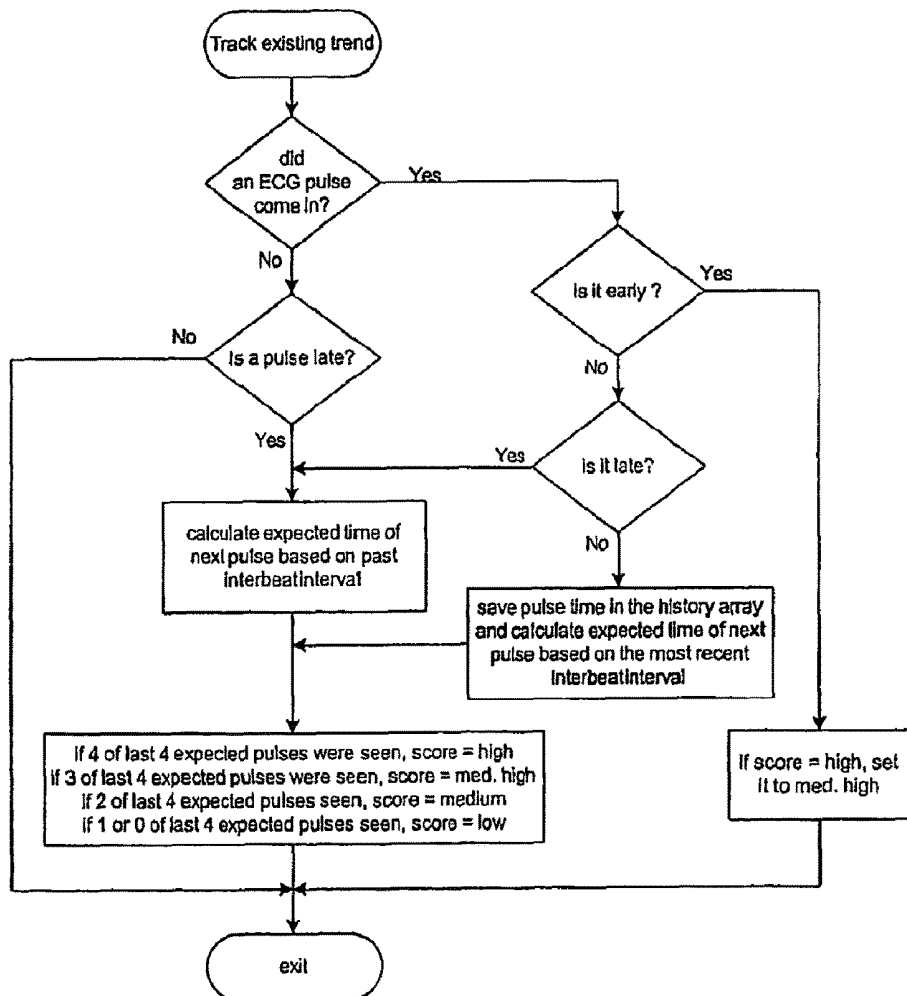 Track existing trend
did
an ECG pulse
come in?
Yes
No
Is it early ?
Yes
No
Is a pulse late?
No
Yes
Is it late?
Yes
No
calculate expected time of
next pulse based on past
interbeatinterval
save pulse time in the history array
and calculate expected time of next
pulse based on the most recent
interbeatinterval
If 4 of last 4 expected pulses were seen, score = high
if 3 of last 4 expected pulses were seen, score = med. high
If 2 of last 4 expected pulses seen, score = medium
if 1 or 0 of last 4 expected pulses seen, score = low
If score = high, set
it to med. high
exit